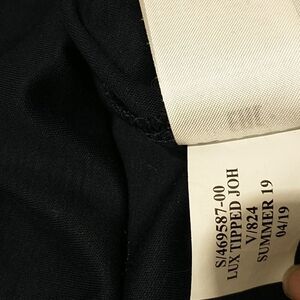 S/469587-00
LUX TIPPED JOH
V/824
SUMMER 19
04/19